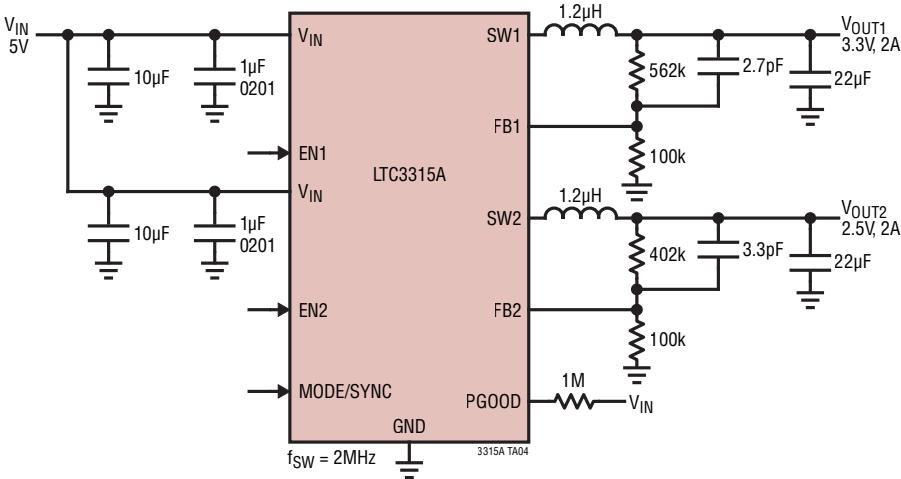 VIN
5V
10µF
1µF
0201
VIN
EN1
VIN
10µF
1µF
0201
EN2
MODE/SYNC
GND
LTC3315A
SW1
FB1
SW2
FB2
PGOOD
fSW = 2MHz
3315A TA04
1.2µH
562k
2.7pF
22µF
100k
VOUT1
3.3V, 2A
1.2µH
402k
3.3pF
22µF
100k
VOUT2
2.5V, 2A
1M
VIN